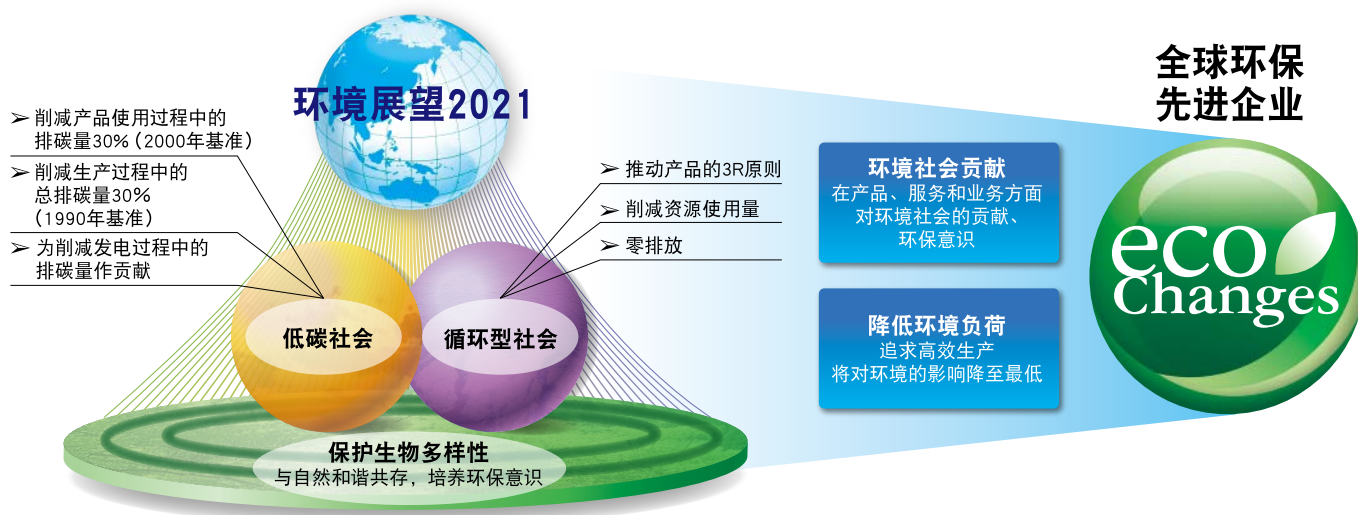 环境展望2021
➢ 削减产品使用过程中的
排碳量30%（2000年基准）
➢ 削减生产过程中的
总排碳量30%
（1990年基准）
➢ 为削减发电过程中的
排碳量作贡献
➢ 推动产品的3R原则
➢ 削减资源使用量
➢ 零排放
低碳社会
循环型社会
保护生物多样性
与自然和谐共存，培养环保意识
环境社会贡献
在产品、服务和业务方面
对环境社会的贡献、
环保意识
降低环境负荷
追求高效生产
将对环境的影响降至最低
全球环保
先进企业
eco
Changes